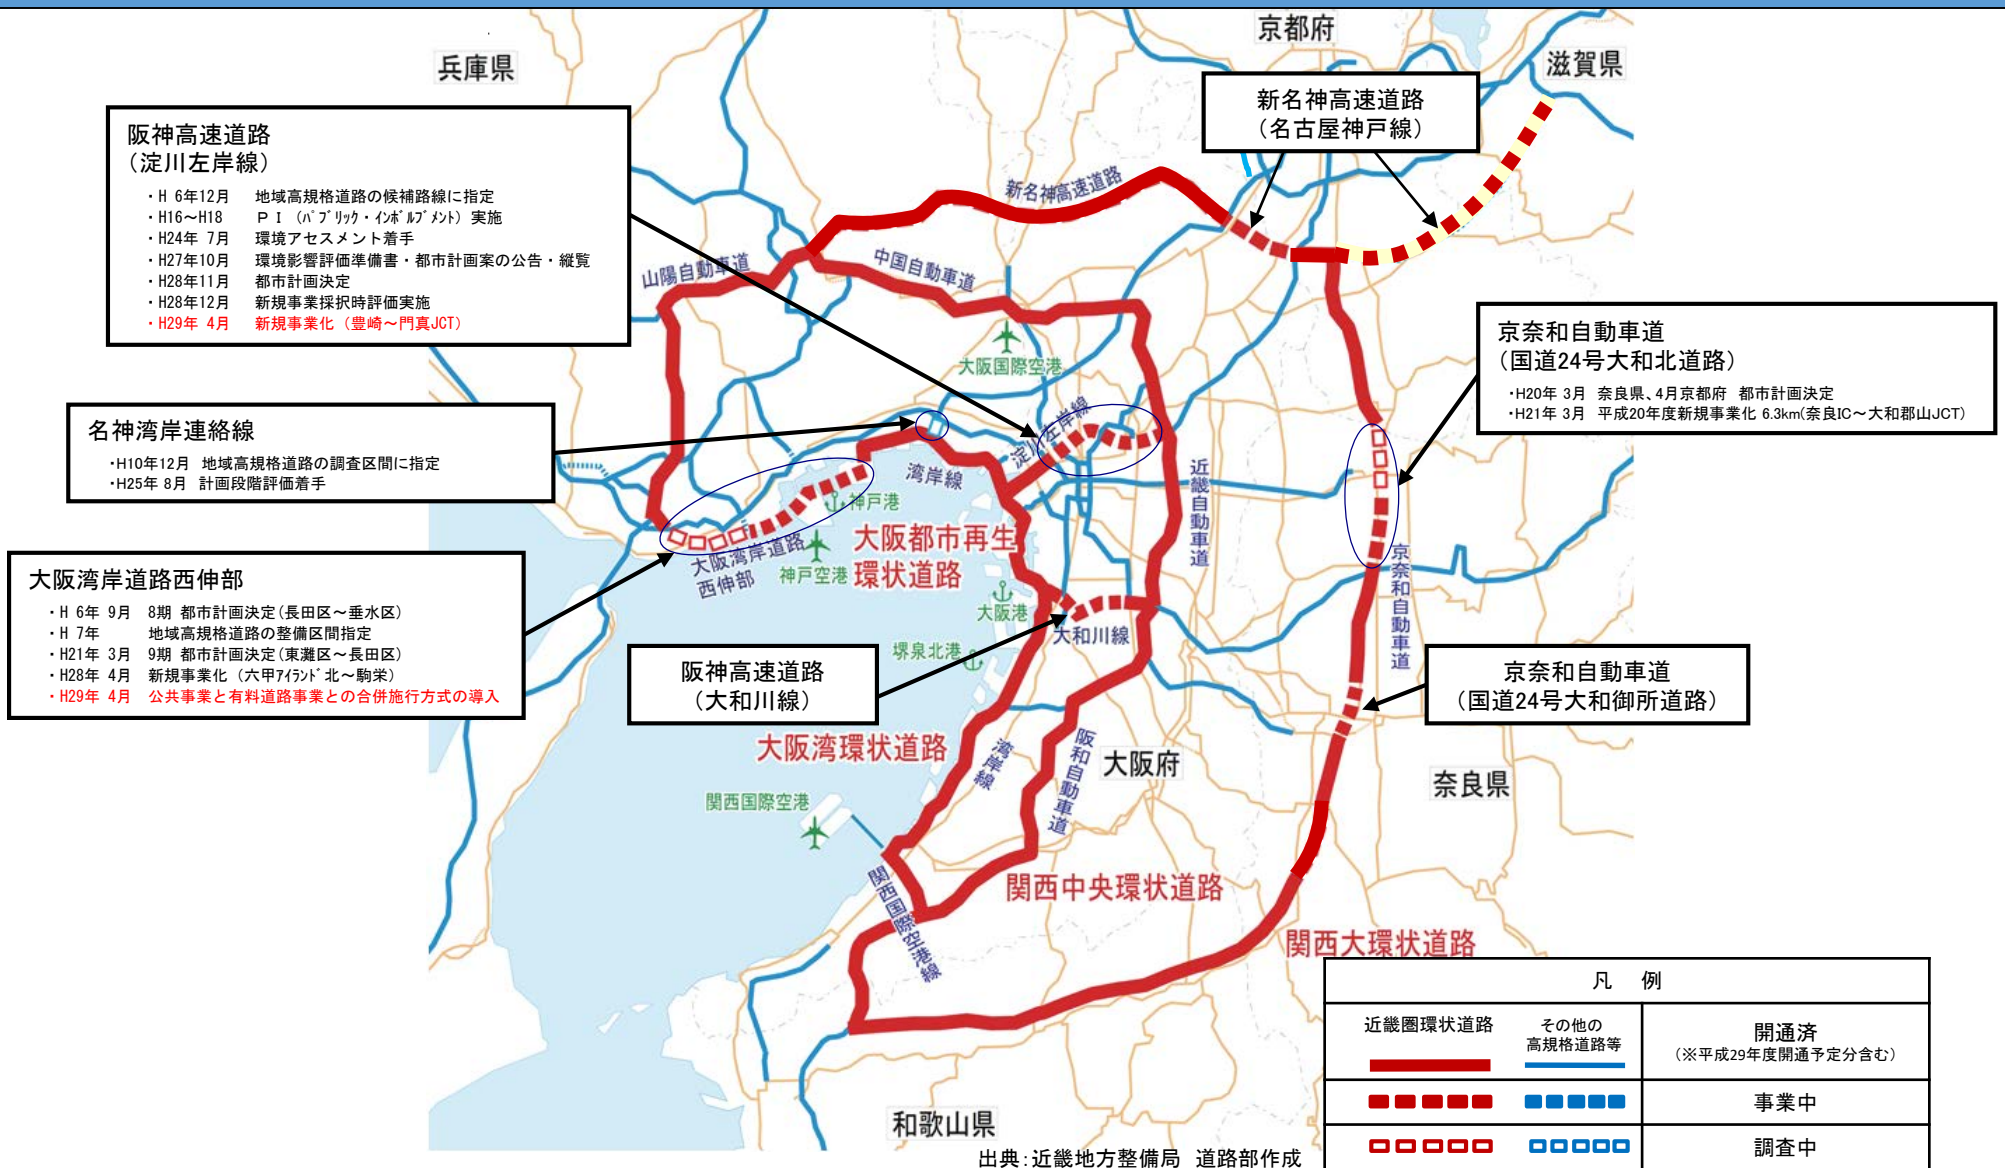 兵庫県
京都府
滋賀県
新名神高速道路
（名古屋神戸線）
阪神高速道路
（淀川左岸線）
・H 6年12月　地域高規格道路の候補路線に指定
・H16～H18　ＰＩ（ﾊﾟﾌﾞﾘｯｸ・ｲﾝﾎﾞﾙﾌﾞﾒﾝﾄ）実施
・H24年 7月　環境アセスメント着手
・H27年10月　環境影響評価準備書・都市計画案の公告・縦覧
・H28年11月　都市計画決定
・H28年12月　新規事業採択時評価実施
・H29年 4月　新規事業化（豊崎～門真JCT）
新名神高速道路
山陽自動車道
中国自動車道
大阪国際空港
京奈和自動車道
（国道24号大和北道路）
・H20年 3月 奈良県、4月京都府 都市計画決定
・H21年 3月 平成20年度新規事業化 6.3km(奈良IC～大和郡山JCT)
名神湾岸連絡線
・H10年12月 地域高規格道路の調査区間に指定
・H25年 8月 計画段階評価着手
淀川左岸線
湾岸線
近畿自動車道
神戸港
大阪都市再生
環状道路
大阪湾岸道路
西伸部
神戸空港
京奈和自動車道
大阪湾岸道路西伸部
・H 6年 9月　8期 都市計画決定(長田区～垂水区)
・H 7年　地域高規格道路の整備区間指定
・H21年 3月　9期 都市計画決定(東灘区～長田区)
・H28年 4月　新規事業化（六甲ｱｲﾗﾝﾄﾞ北～駒栄）
・H29年 4月　公共事業と有料道路事業との合併施行方式の導入
大阪港
大和川線
堺泉北港
阪神高速道路
（大和川線）
京奈和自動車道
（国道24号大和御所道路）
大阪湾環状道路
湾岸線
阪和自動車道
大阪府
奈良県
関西国際空港
関西国際空港線
関西中央環状道路
関西大環状道路
凡　例
近畿圏環状道路
その他の
高規格道路等
開通済
（※平成29年度開通予定分含む）
事業中
調査中
和歌山県
出典：近畿地方整備局 道路部作成